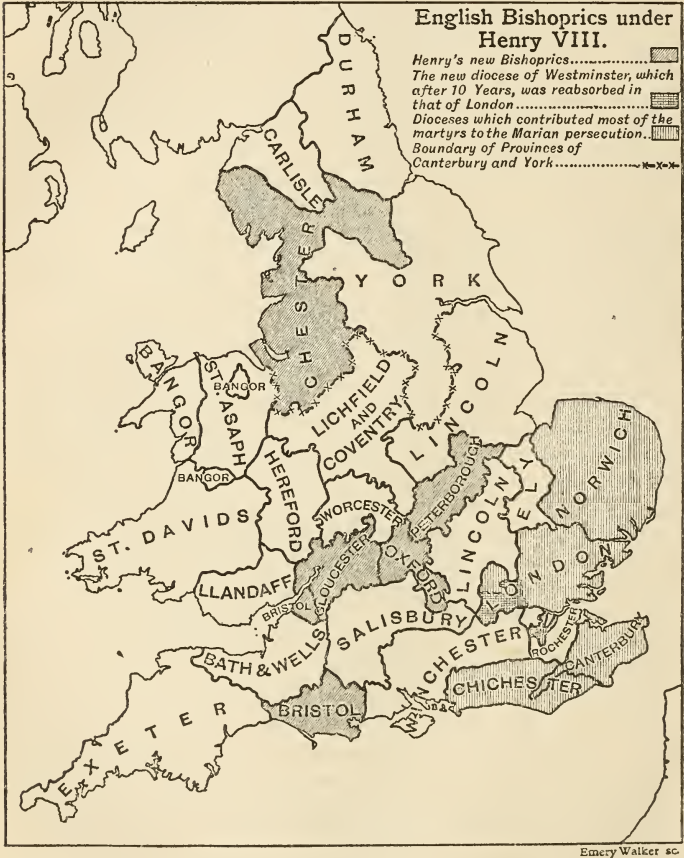 English Bishoprics under
Henry VIII.
Henry's new Bishoprics
The new diocese of Westminster, which
after 10 Years, was reabsorbed in
that of London
Dioceses which contributed most of the
martyrs to the Marian persecution
Boundary of Provinces of
Canterbury and York
DURHAM
CARLISLE
YORK
CHESTER
LINCOLN
BANGOR
ST. ASAPH
BANGOR
LICHFIELD
AND
COVENTRY
LINCOLN
NORWICH
BANGOR
HEREFORD
PETERBOROUGH
ELY
WORCESTER
ST. DAVIDS
LINCOLN
LONDON
GLOUCESTER
OXFORD
LLANDAFF
BRISTOL
SALISBURY
ROCHESTER
CANTERBURY
BATH & WELLS
WINCHESTER
CHICHESTER
BRISTOL
EXETER
Emery Walker sc.